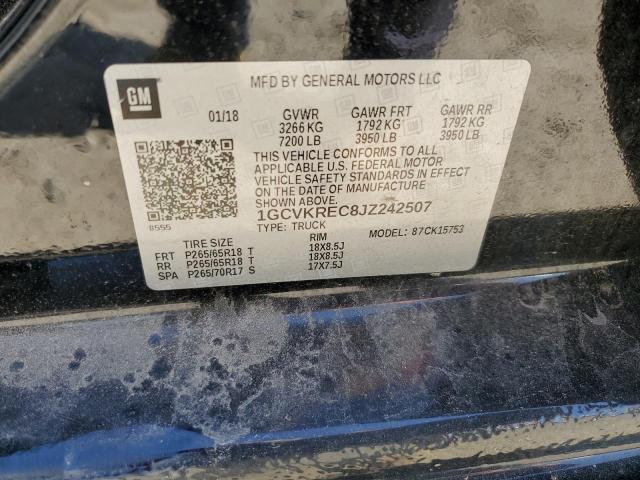 GM
MFD BY GENERAL MOTORS LLC
01/18 GVWR GAWR FRT GAWR RR
3266 KG 1792 KG 1792 KG
7200 LB 3950 LB 3950 LB
THIS VEHICLE CONFORMS TO ALL
APPLICABLE U.S. FEDERAL MOTOR
VEHICLE SAFETY STANDARDS IN EFFECT
ON THE DATE OF MANUFACTURE
1GCVKREC8JZ242507
8555 TYPE: TRUCK MODEL: 87CK15753
TIRE SIZE RIM
FRT P265/65R18 T 18X8.5J
RR P265/65R18 T 18X8.5J
SPA P265/70R17 S 17X7.5J